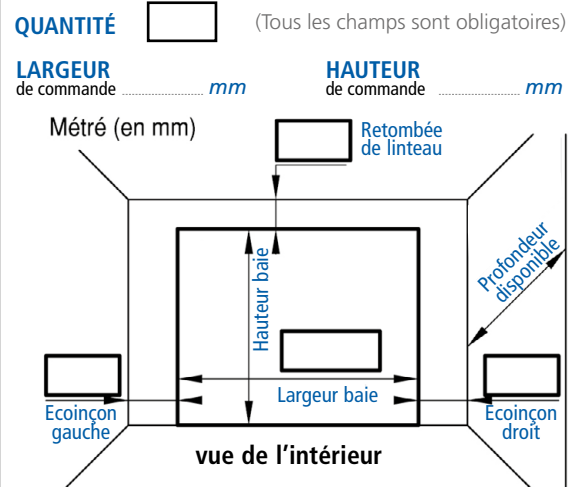 QUANTITÉ (Tous les champs sont obligatoires)
LARGEUR
de commande ........................ mm
HAUTEUR
de commande ........................ mm
Métré (en mm)
Retombée
de linteau
Profondeur
disponible
Hauteur baie
Largeur baie
Ecoinçon
gauche
Ecoinçon
droit
vue de l'intérieur